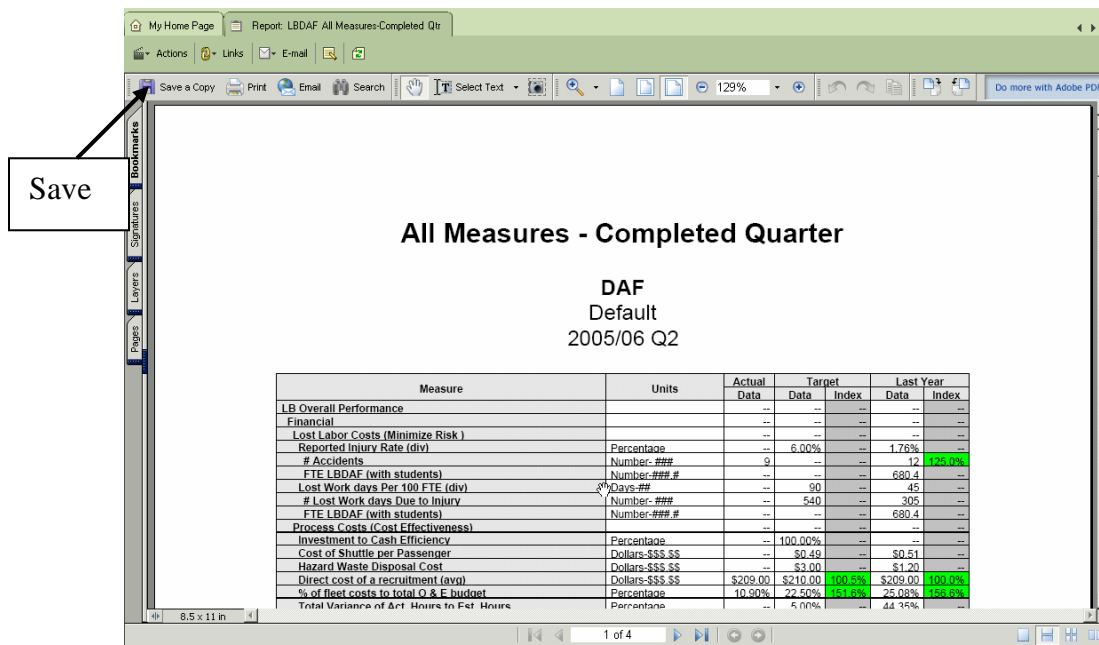 My Home Page Report: LBDAF All Measures-Completed Qtr
Actions Links E-mail
Save a Copy Print Email Search Select Text 129% Do more with Adobe PDF
Save
Bookmarks
Signatures
Layers
Pages
All Measures - Completed Quarter
DAF
Default
2005/06 Q2
Measure Units Actual Target Last Year
Data Data Index Data Index
LB Overall Performance -- -- -- -- --
Financial -- -- -- -- --
Lost Labor Costs (Minimize Risk ) -- -- -- -- --
Reported Injury Rate (div) Percentage -- 6.00% -- 1.76% --
# Accidents Number- ### 9 -- -- 12 125.0%
FTE LBDAF (with students) Number-###.# -- -- -- 680.4 --
Lost Work days Per 100 FTE (div) Days-## -- 90 -- 45 --
# Lost Work days Due to Injury Number- ### -- 540 -- 305 --
FTE LBDAF (with students) Number-###.# -- -- -- 680.4 --
Process Costs (Cost Effectiveness) -- -- -- -- --
Investment to Cash Efficiency Percentage -- 100.00% -- -- --
Cost of Shuttle per Passenger Dollars-$$$.$$ -- $0.49 -- $0.51 --
Hazard Waste Disposal Cost Dollars-$$$.$$ -- $3.00 -- $1.20 --
Direct cost of a recruitment (avg) Dollars-$$$.$$ $209.00 $210.00 100.5% $209.00 100.0%
% of fleet costs to total O & E budget Percentage 10.90% 22.50% 151.6% 25.08% 156.6%
Total Variance of Act. Hours to Est. Hours Percentage -- 5.00% -- 44.35% --
8.5 x 11 in
1 of 4